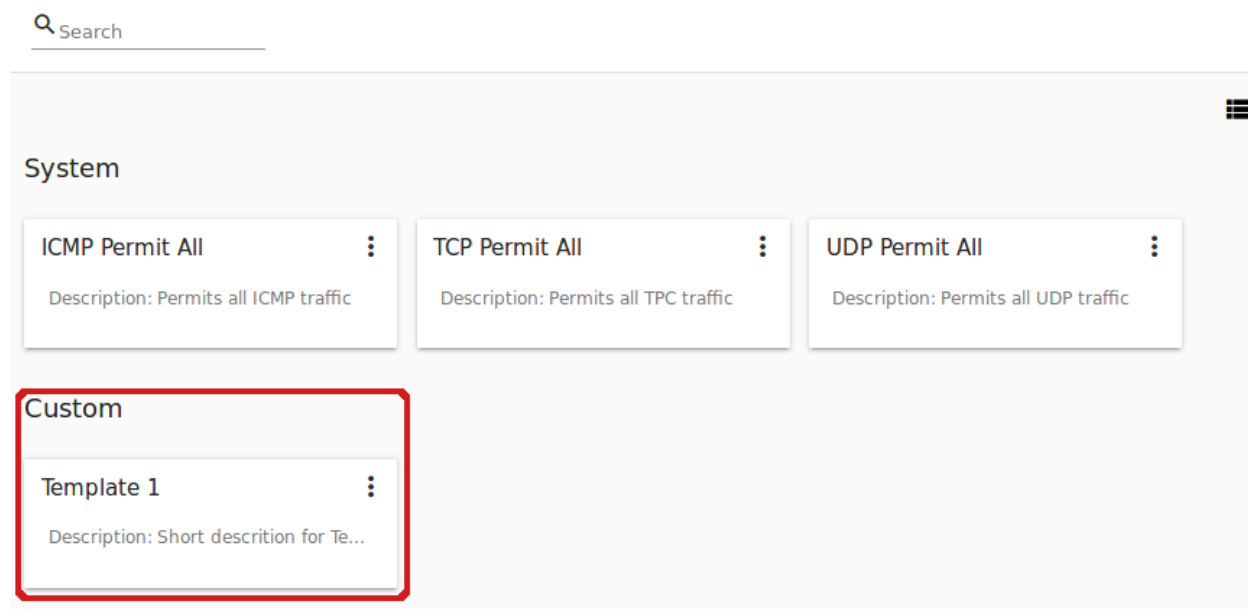 Search
System
ICMP Permit All
Description: Permits all ICMP traffic
TCP Permit All
Description: Permits all TPC traffic
UDP Permit All
Description: Permits all UDP traffic
Custom
Template 1
Description: Short descrition for Te...